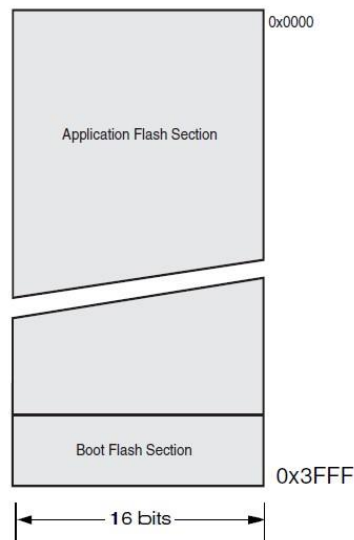 0x0000
Application Flash Section
Boot Flash Section
0x3FFF
16 bits